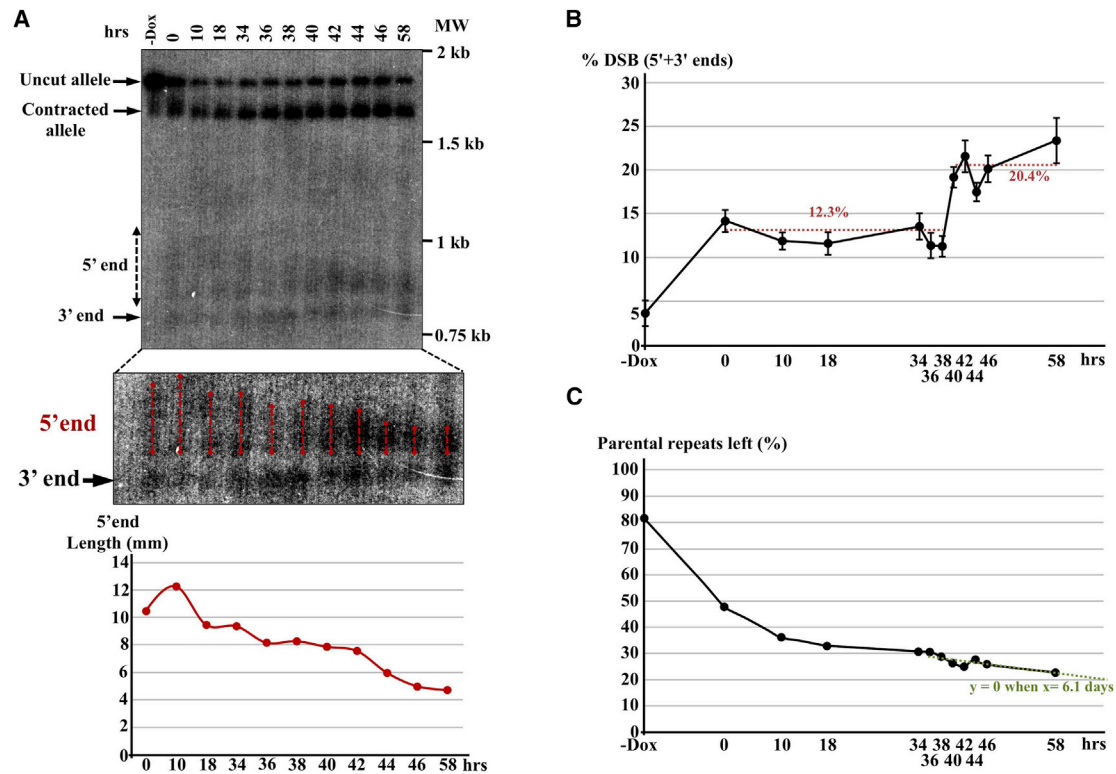 A
hrs -Dox 0 10 18 34 36 38 40 42 44 46 58 MW
2 kb
Uncut allele
Contracted
allele
1.5 kb
1 kb
5' end
3' end
0.75 kb
5'end
3' end
5'end
Length (mm)
14
12
10
8
6
4
2
0
0 10 18 34 36 38 40 42 44 46 58 hrs
B
% DSB (5'+3' ends)
30
25
20
15
10
5
0
12.3%
20.4%
-Dox 0 10 18 34 38 42 46 58 hrs
36 40 44
C
Parental repeats left (%)
100
90
80
70
60
50
40
30
20
10
0
y = 0 when x= 6.1 days
-Dox 0 10 18 34 38 42 46 58 hrs
36 40 44